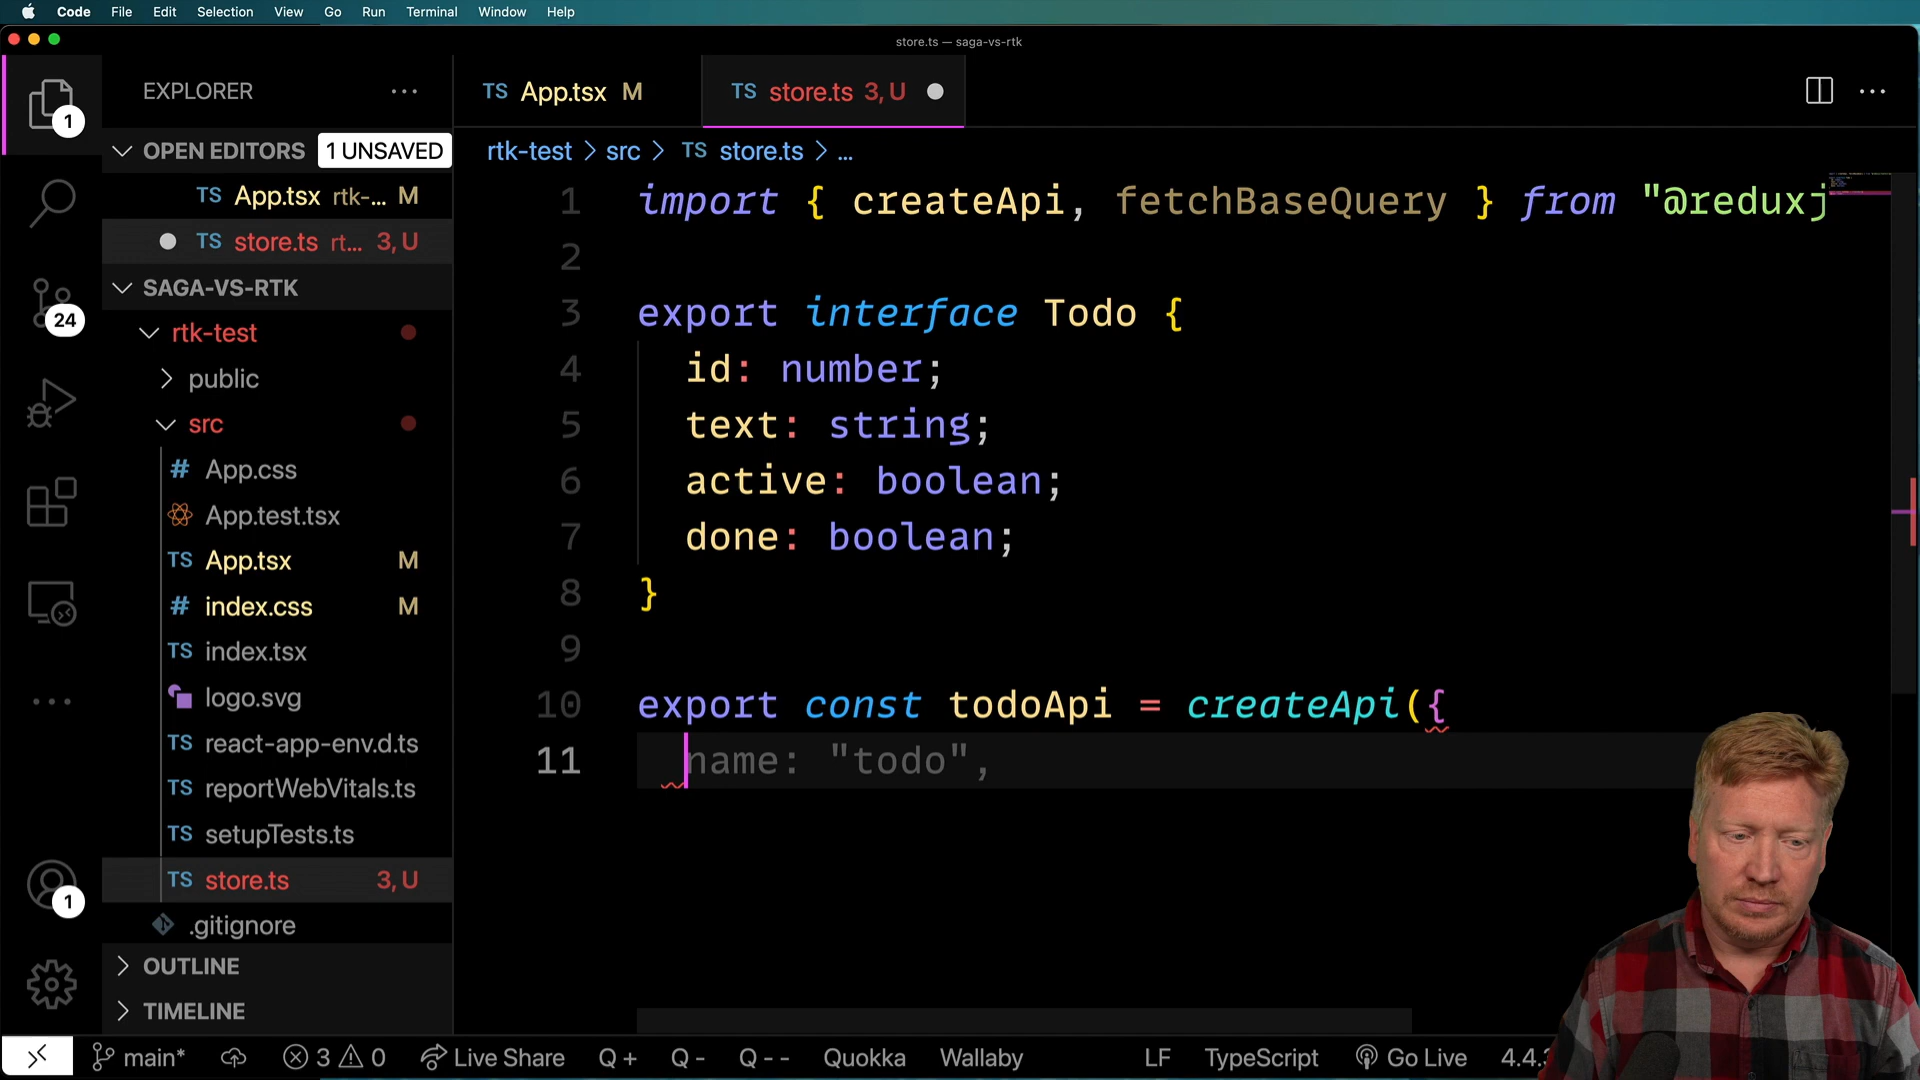 Code File Edit Selection View Go Run Terminal Window Help
store.ts — saga-vs-rtk
EXPLORER
TS App.tsx M
TS store.ts 3, U
1
OPEN EDITORS 1 UNSAVED
rtk-test > src > TS store.ts > ...
TS App.tsx rtk-... M
TS store.ts rt... 3, U
SAGA-VS-RTK
24
rtk-test
public
src
# App.css
App.test.tsx
TS App.tsx M
# index.css M
TS index.tsx
logo.svg
TS react-app-env.d.ts
TS reportWebVitals.ts
TS setupTests.ts
TS store.ts 3, U
1
.gitignore
OUTLINE
TIMELINE
1 import { createApi, fetchBaseQuery } from "@reduxj
2
3 export interface Todo {
4 id: number;
5 text: string;
6 active: boolean;
7 done: boolean;
8 }
9
10 export const todoApi = createApi({
11 name: "todo",
main* 3 0 Live Share Q + Q - Q - - Quokka Wallaby LF TypeScript Go Live